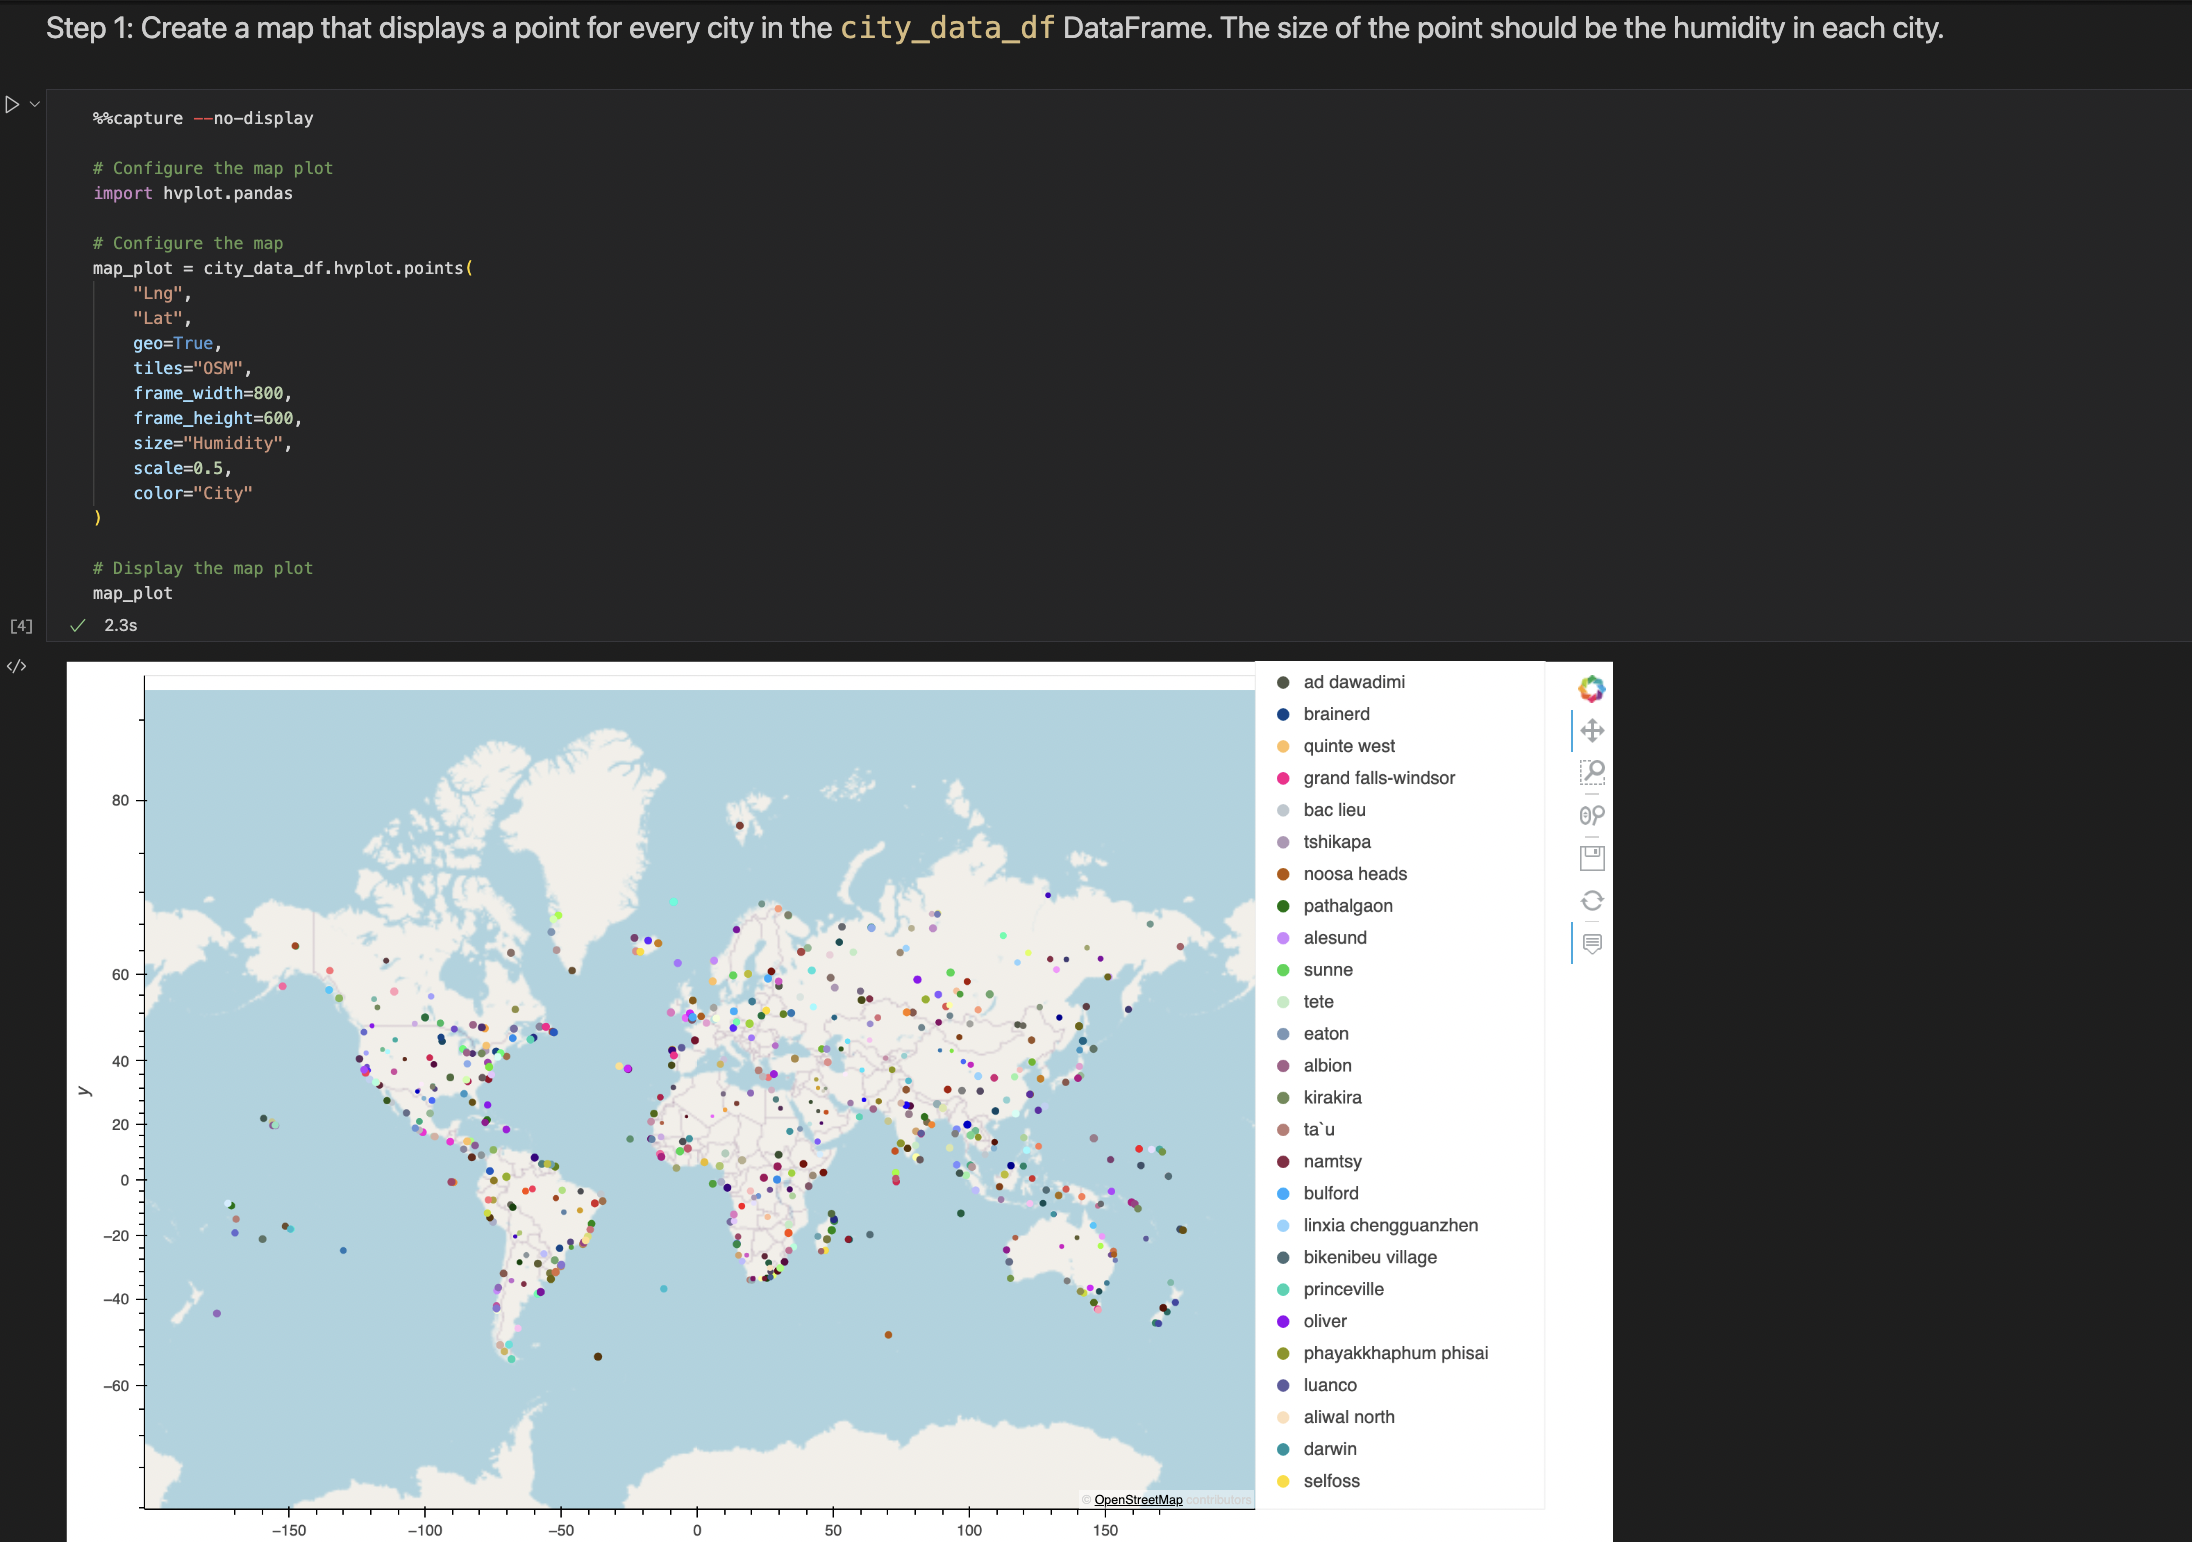 Step 1: Create a map that displays a point for every city in the city_data_df DataFrame. The size of the point should be the humidity in each city.
%%capture --no-display
# Configure the map plot
import hvplot.pandas
# Configure the map
map_plot = city_data_df.hvplot.points(
"Lng",
"Lat",
geo=True,
tiles="OSM",
frame_width=800,
frame_height=600,
size="Humidity",
scale=0.5,
color="City"
)
# Display the map plot
map_plot
[4]
2.3s
</>
ad dawadimi
brainerd
quinte west
grand falls-windsor
bac lieu
tshikapa
noosa heads
pathalgaon
alesund
sunne
tete
eaton
albion
kirakira
ta`u
namtsy
bulford
linxia chengguanzhen
bikenibeu village
princeville
oliver
phayakkhaphum phisai
luanco
aliwal north
darwin
selfoss
80
60
40
20
0
−20
−40
−60
y
© OpenStreetMap contributors
−150
−100
−50
0
50
100
150